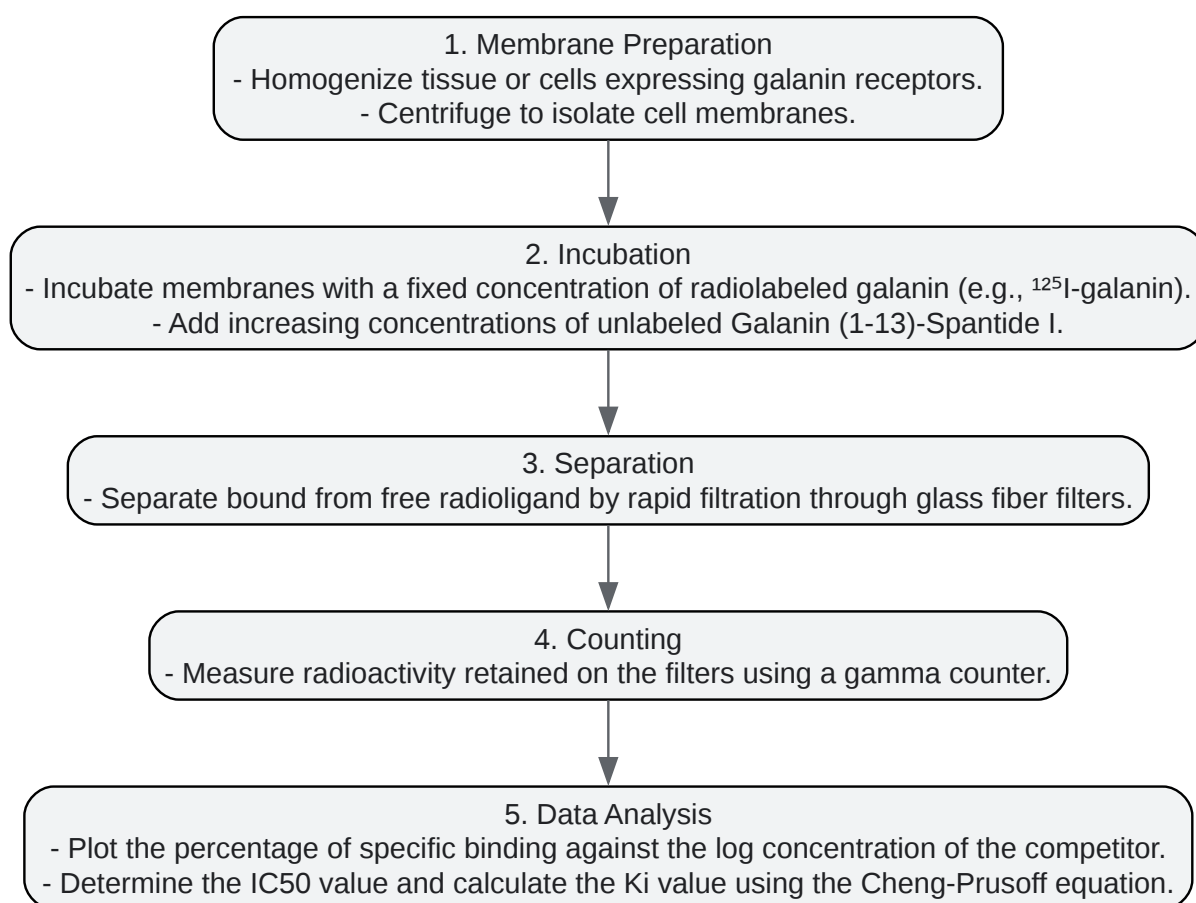 1. Membrane Preparation
- Homogenize tissue or cells expressing galanin receptors.
- Centrifuge to isolate cell membranes.
2. Incubation
- Incubate membranes with a fixed concentration of radiolabeled galanin (e.g., ¹²⁵I-galanin).
- Add increasing concentrations of unlabeled Galanin (1-13)-Spantide I.
3. Separation
- Separate bound from free radioligand by rapid filtration through glass fiber filters.
4. Counting
- Measure radioactivity retained on the filters using a gamma counter.
5. Data Analysis
- Plot the percentage of specific binding against the log concentration of the competitor.
- Determine the IC50 value and calculate the Ki value using the Cheng-Prusoff equation.